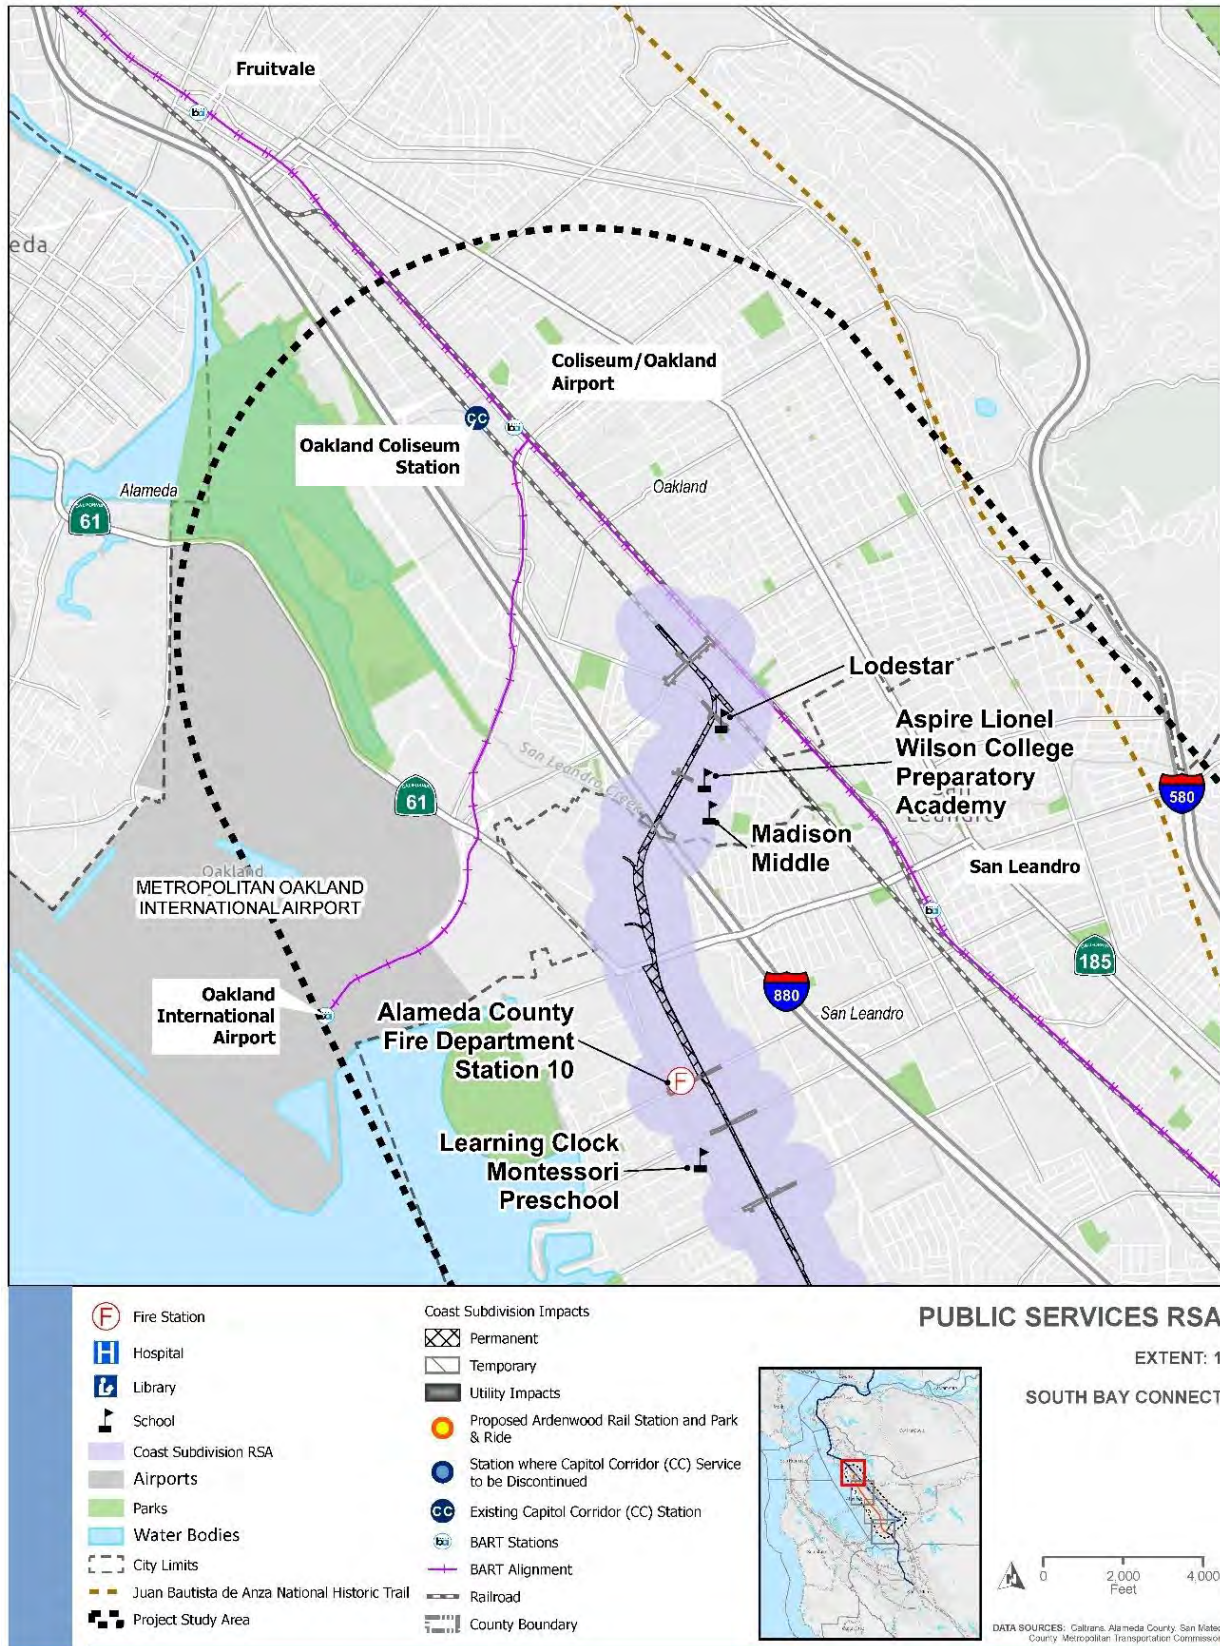 Fruitvale
eda
Coliseum/Oakland
Airport
CC
Oakland Coliseum
Station
Oakland
Alameda
CALIFORNIA
61
Lodestar
Aspire Lionel
Wilson College
Preparatory
Academy
San Leandro Creek
CALIFORNIA
61
580
Madison
Middle
San Leandro
Oakland
METROPOLITAN OAKLAND
INTERNATIONAL AIRPORT
CALIFORNIA
185
880
Oakland
International
Airport
San Leandro
Alameda County
Fire Department
Station 10
F
Learning Clock
Montessori
Preschool
F Fire Station
H Hospital
Library
School
Coast Subdivision RSA
Airports
Parks
Water Bodies
City Limits
Juan Bautista de Anza National Historic Trail
Project Study Area
Coast Subdivision Impacts
Permanent
Temporary
Utility Impacts
Proposed Ardenwood Rail Station and Park
& Ride
Station where Capitol Corridor (CC) Service
to be Discontinued
CC Existing Capitol Corridor (CC) Station
BART Stations
BART Alignment
Railroad
County Boundary
PUBLIC SERVICES RSA
EXTENT: 1
SOUTH BAY CONNECT
N
0 2,000 4,000
Feet
DATA SOURCES: Caltrans, Alameda County, San Mateo
County, Metropolitan Transportation Commission